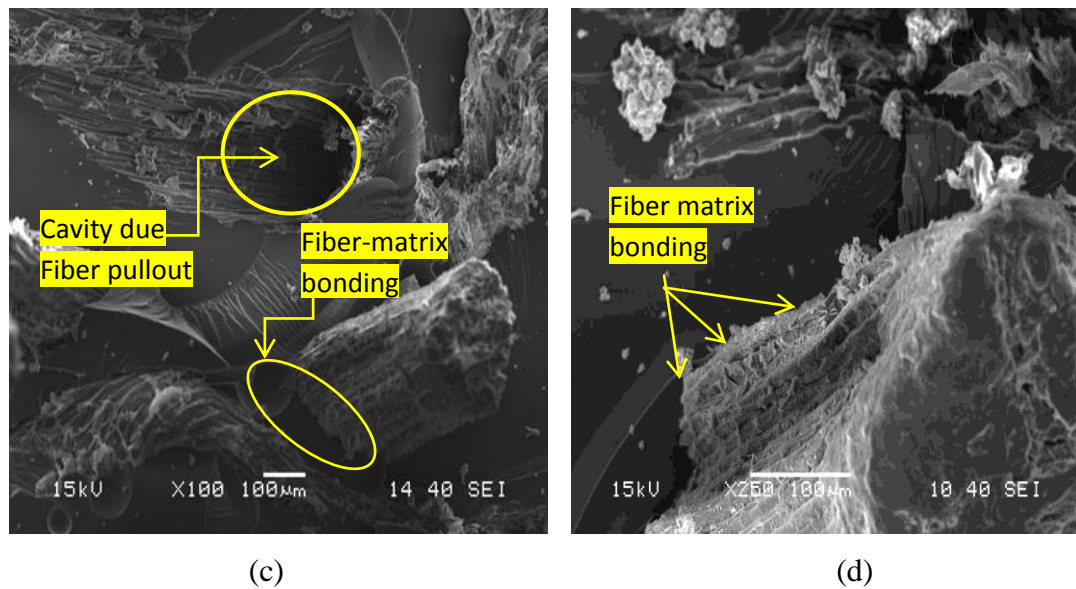 Cavity due
Fiber pullout
Fiber-matrix
bonding
15kV X100 100µm 14 40 SEI
Fiber matrix
bonding
15kV X250 100µm 10 40 SEI
(c)
(d)